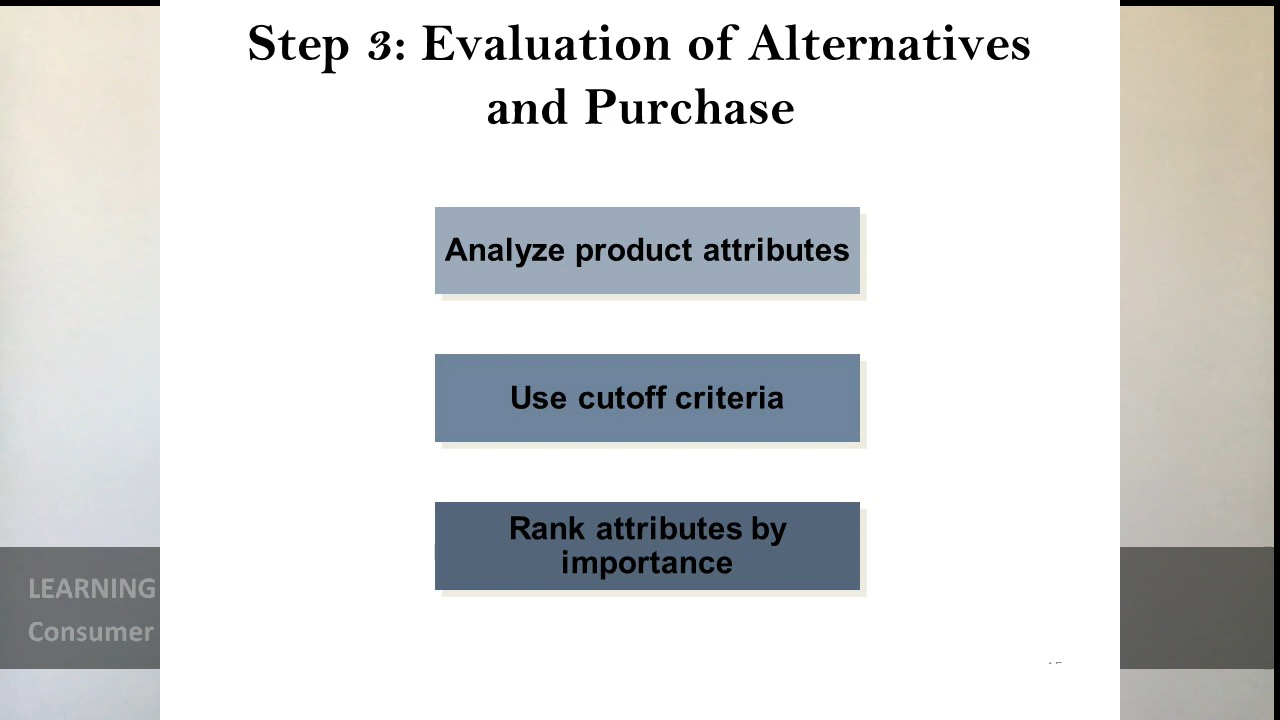 Step 3: Evaluation of Alternatives
and Purchase
Analyze product attributes
Use cutoff criteria
Rank attributes by
importance
LEARNING
Consumer